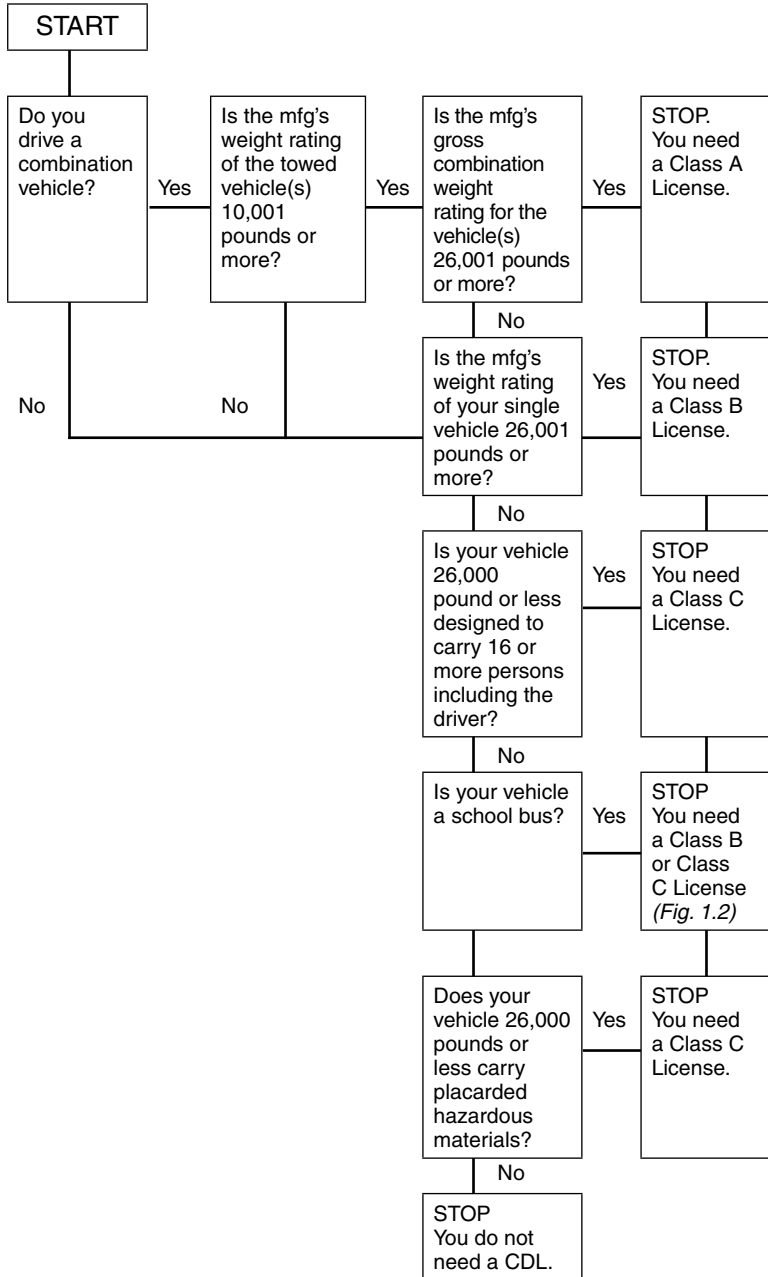 START
Do you
drive a
combination
vehicle?
Yes
Is the mfg's
weight rating
of the towed
vehicle(s)
10,001
pounds or
more?
Yes
Is the mfg's
gross
combination
weight
rating for the
vehicle(s)
26,001 pounds
or more?
Yes
STOP.
You need
a Class A
License.
No
No
No
Is the mfg's
weight rating
of your single
vehicle 26,001
pounds or
more?
Yes
STOP.
You need
a Class B
License.
No
Is your vehicle
26,000
pound or less
designed to
carry 16 or
more persons
including the
driver?
Yes
STOP
You need
a Class C
License.
No
Is your vehicle
a school bus?
Yes
STOP
You need
a Class B
or Class
C License
(Fig. 1.2)
Does your
vehicle 26,000
pounds or
less carry
placarded
hazardous
materials?
Yes
STOP
You need
a Class C
License.
No
STOP
You do not
need a CDL.